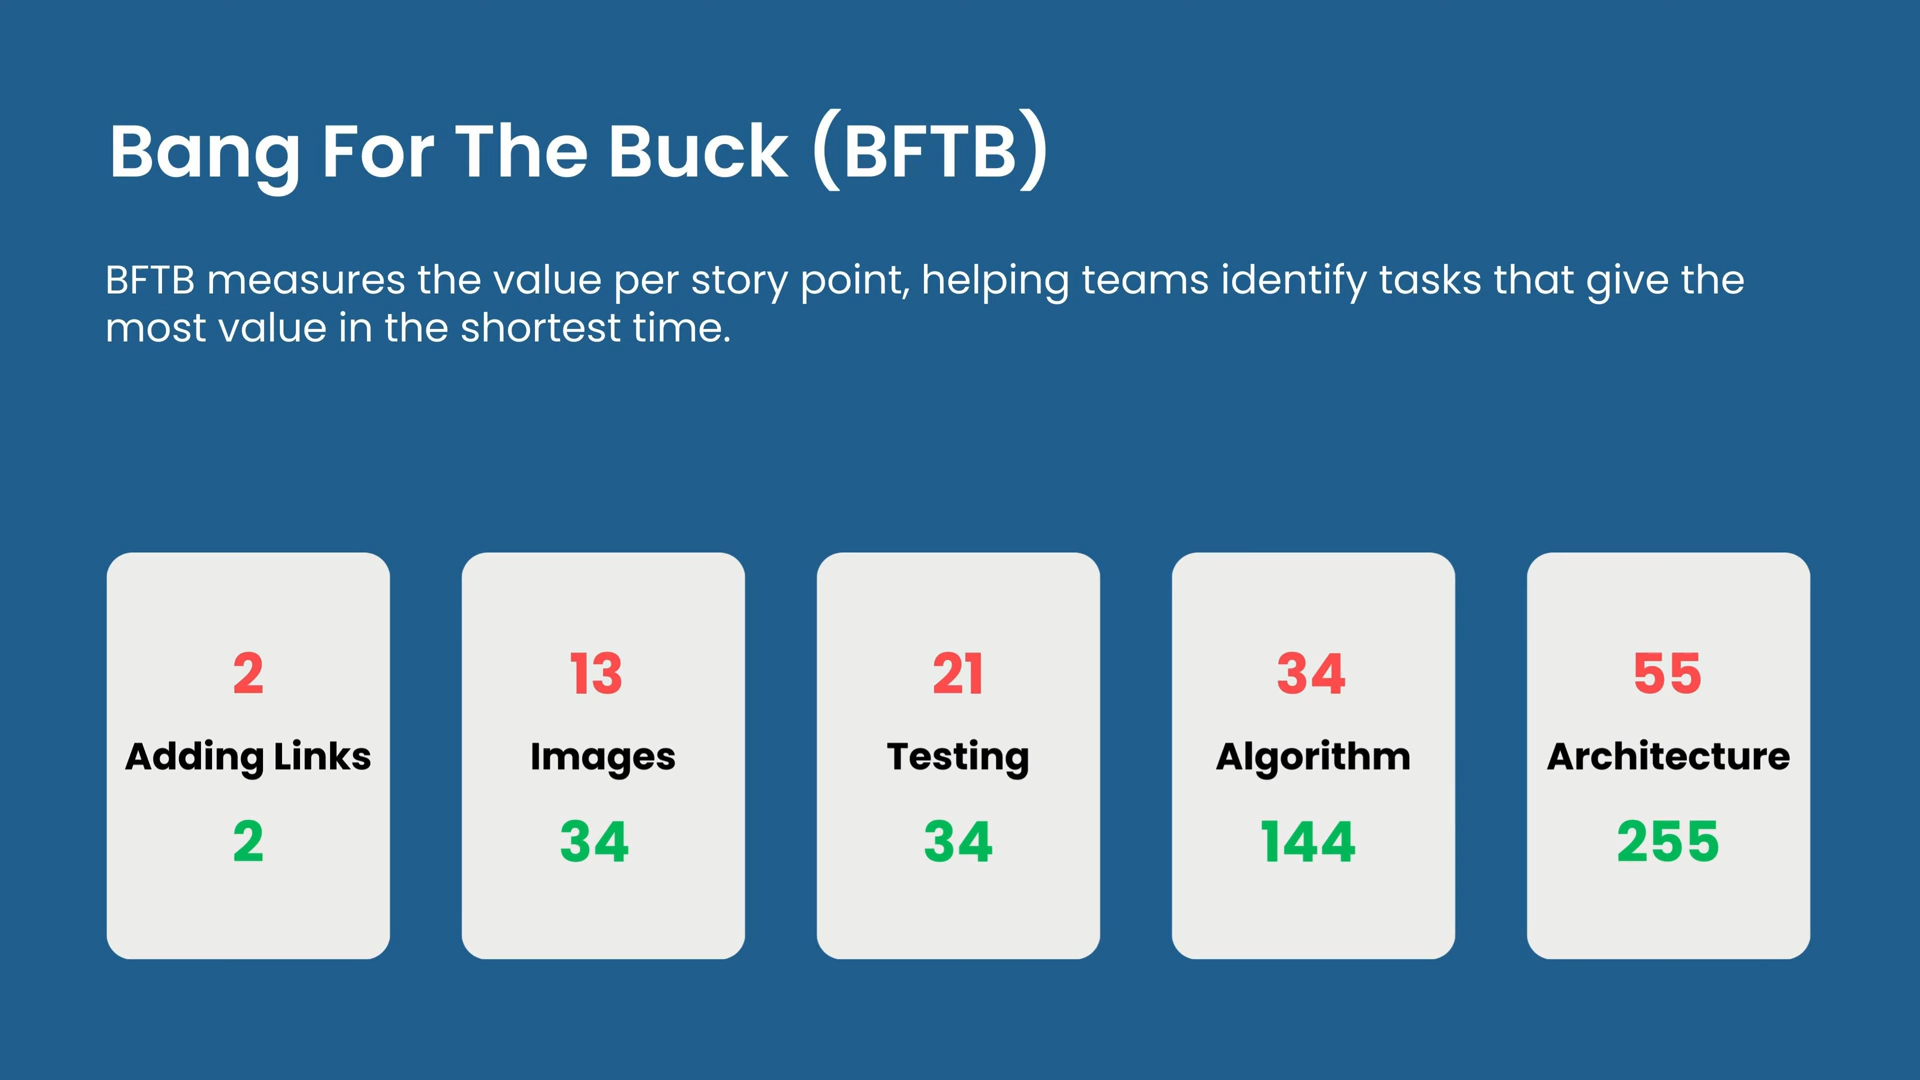 Bang For The Buck (BFTB)
BFTB measures the value per story point, helping teams identify tasks that give the
most value in the shortest time.
2
Adding Links
2
13
Images
34
21
Testing
34
34
Algorithm
144
55
Architecture
255